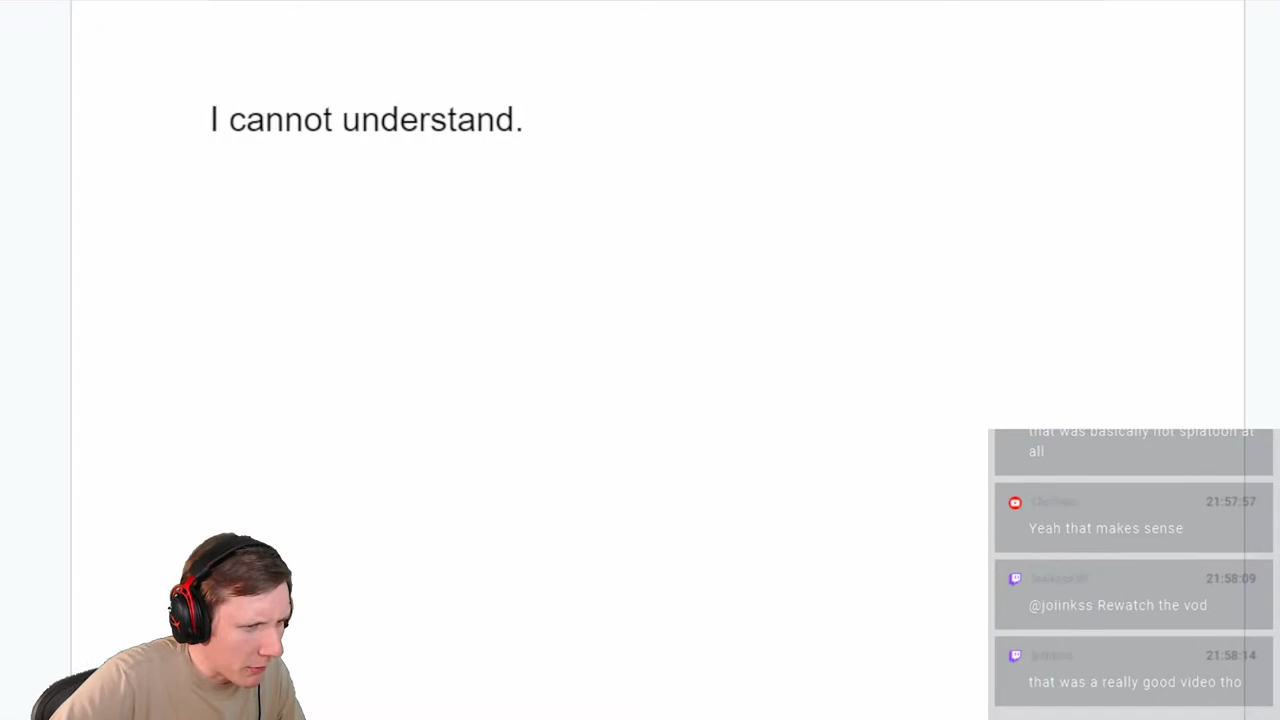 I cannot understand.
that was basically not splatoon at
all
21:57:57
Yeah that makes sense
21:58:09
@joiinkss Rewatch the vod
21:58:14
that was a really good video tho